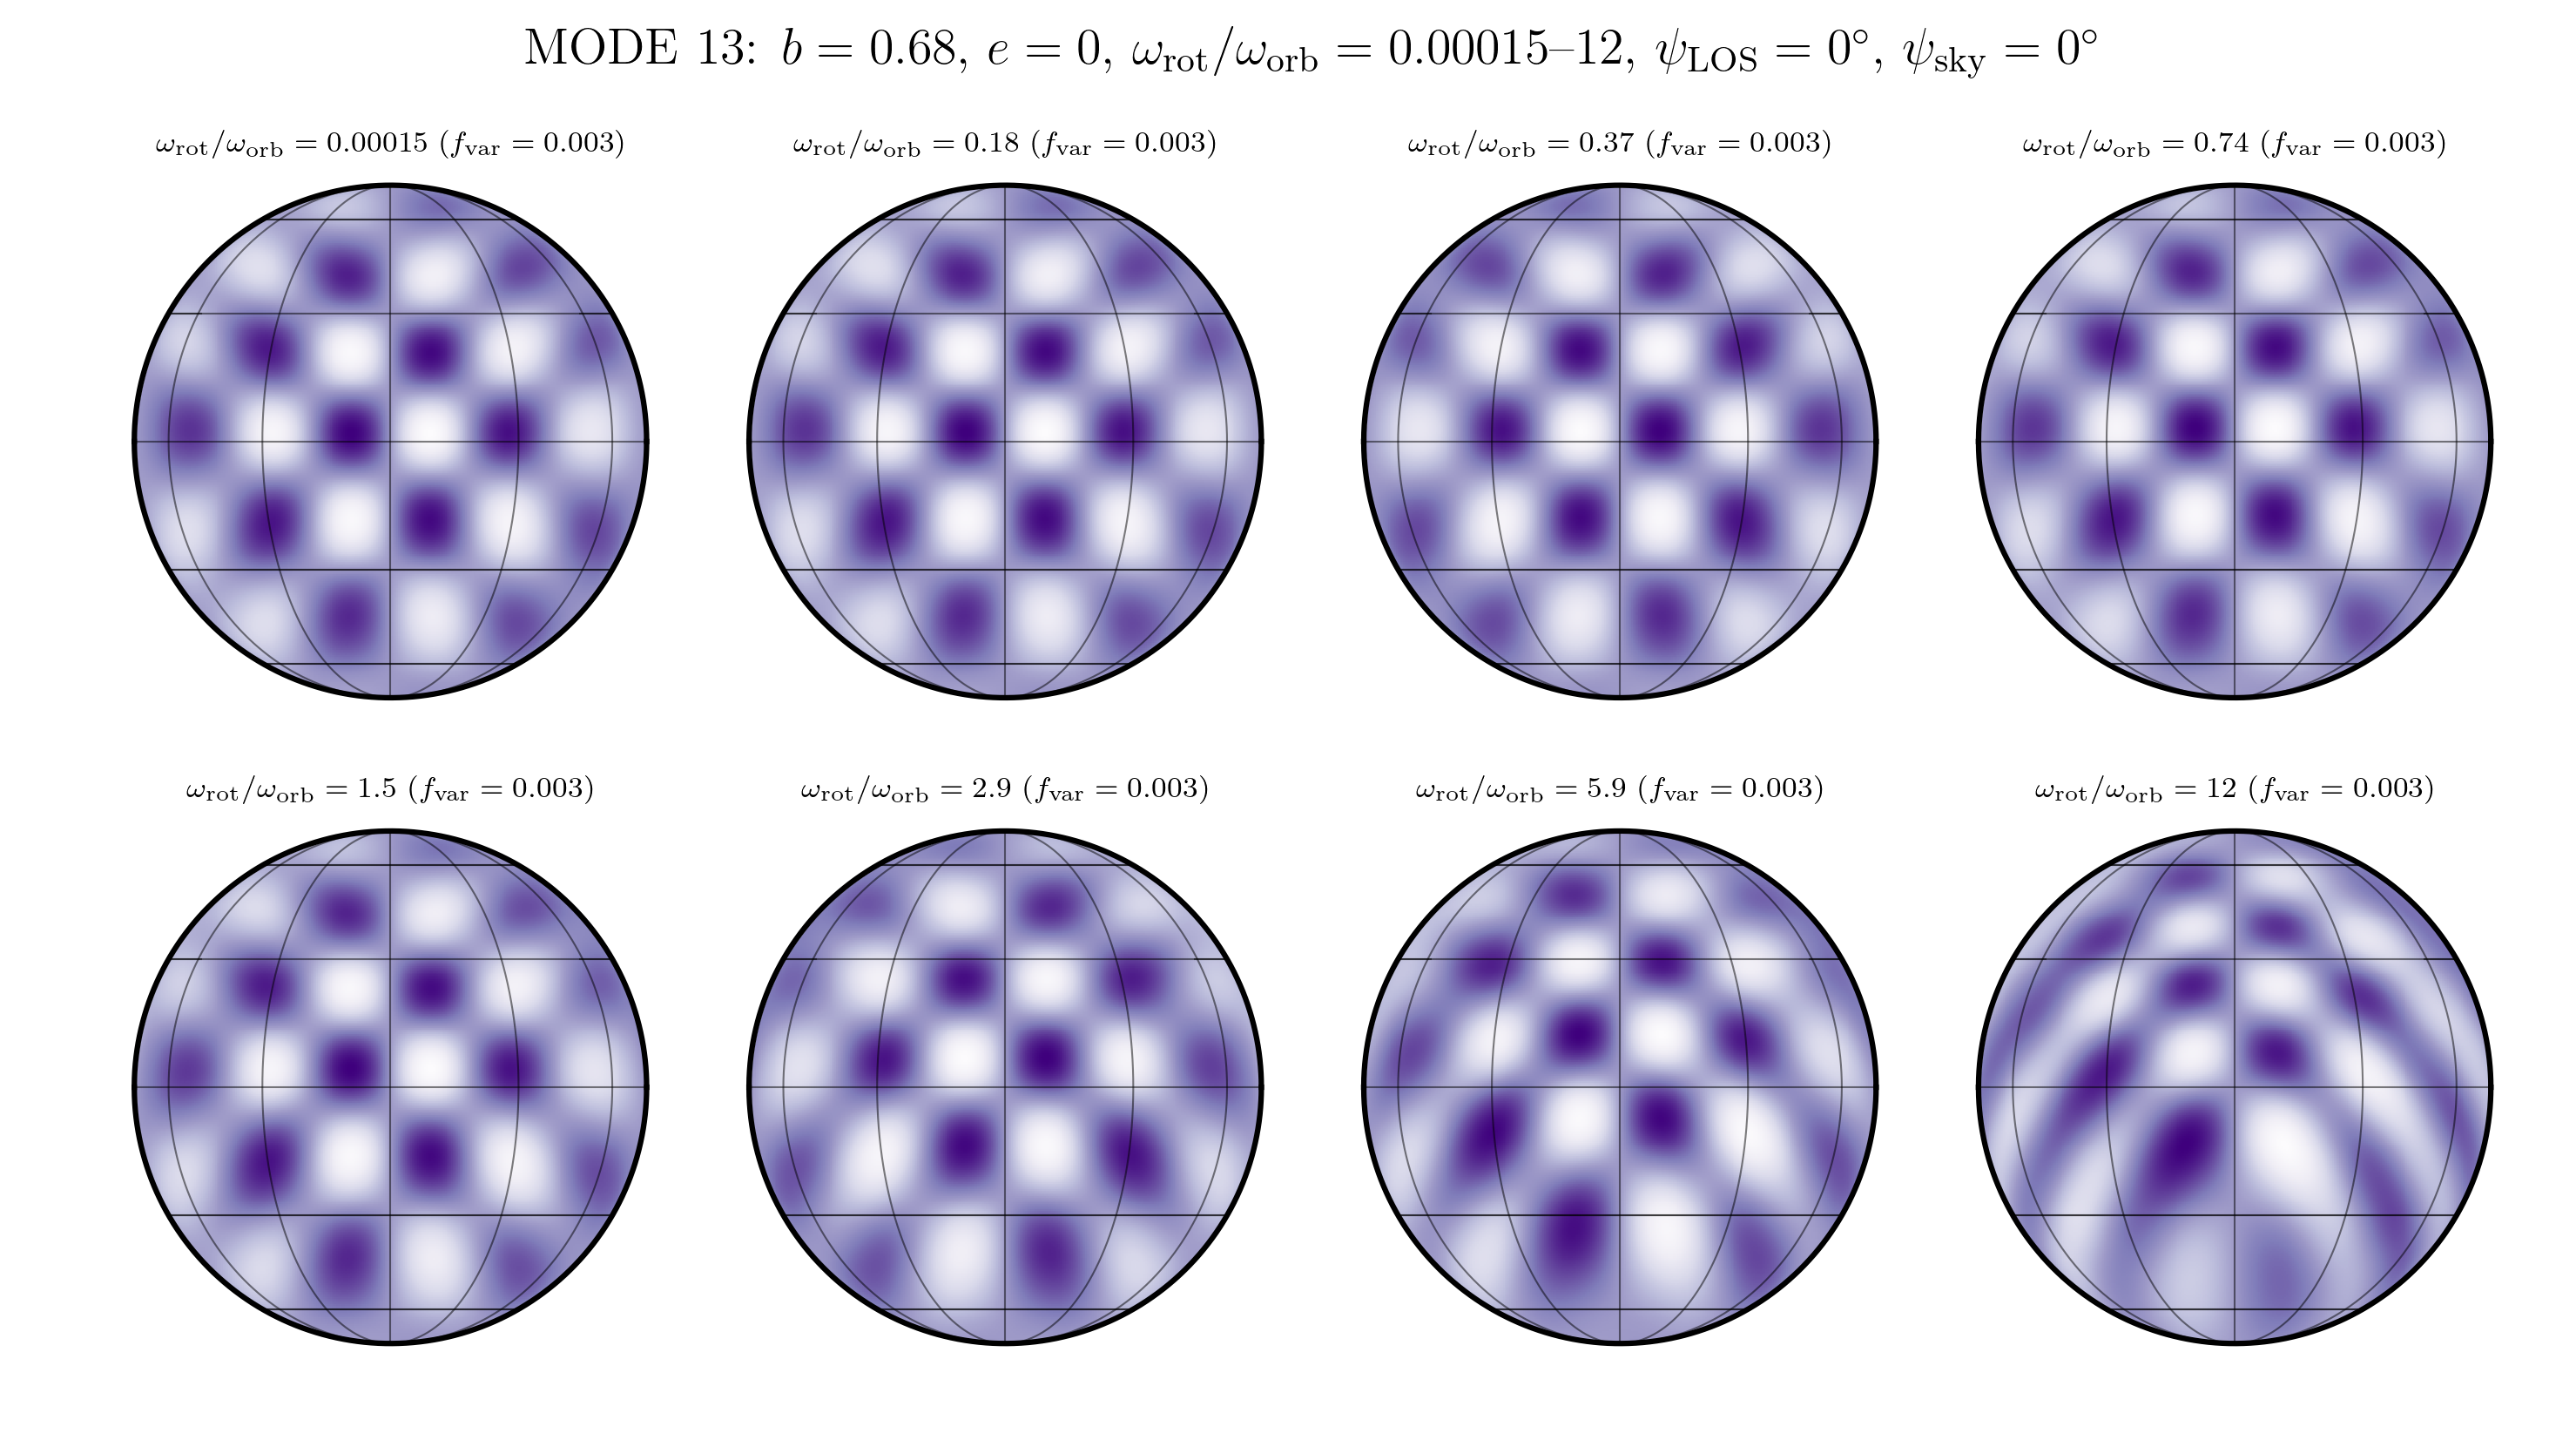 MODE 13: b = 0.68, e = 0, ω_rot/ω_orb = 0.00015–12, ψ_LOS = 0°, ψ_sky = 0°
ω_rot/ω_orb = 0.00015 (f_var = 0.003)
ω_rot/ω_orb = 0.18 (f_var = 0.003)
ω_rot/ω_orb = 0.37 (f_var = 0.003)
ω_rot/ω_orb = 0.74 (f_var = 0.003)
ω_rot/ω_orb = 1.5 (f_var = 0.003)
ω_rot/ω_orb = 2.9 (f_var = 0.003)
ω_rot/ω_orb = 5.9 (f_var = 0.003)
ω_rot/ω_orb = 12 (f_var = 0.003)